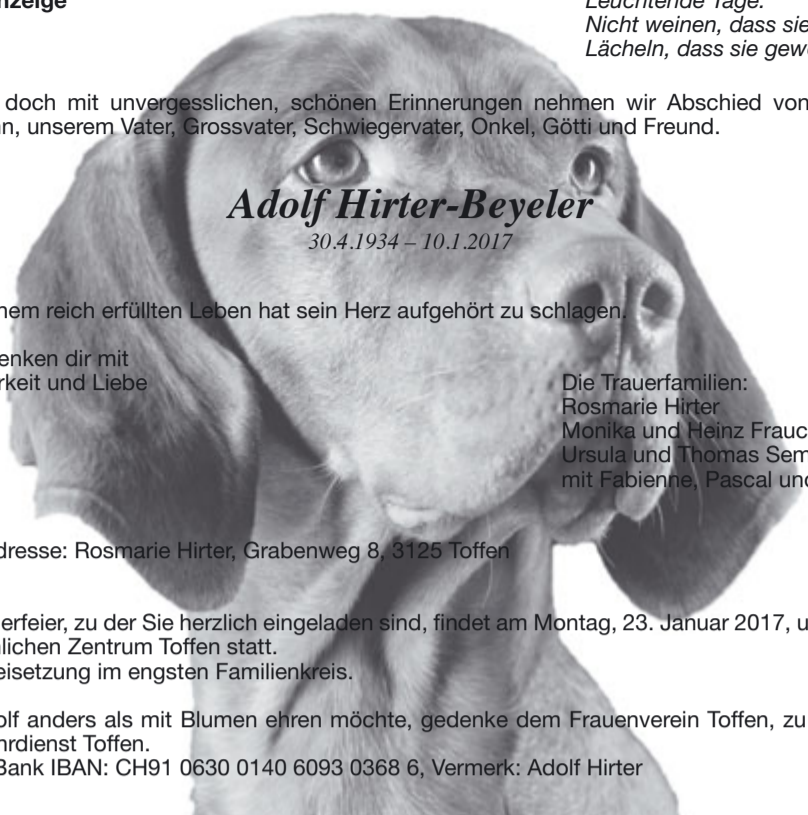 nzeige
Leuchtende Tage.
Nicht weinen, dass sie
Lächeln, dass sie gew
doch mit unvergesslichen, schönen Erinnerungen nehmen wir Abschied von
n, unserem Vater, Grossvater, Schwiegervater, Onkel, Götti und Freund.
Adolf Hirter-Beyeler
30.4.1934 – 10.1.2017
nem reich erfüllten Leben hat sein Herz aufgehört zu schlagen.
enken dir mit
rkeit und Liebe
Die Trauerfamilien:
Rosmarie Hirter
Monika und Heinz Frauc
Ursula und Thomas Sem
mit Fabienne, Pascal und
dresse: Rosmarie Hirter, Grabenweg 8, 3125 Toffen
erfeier, zu der Sie herzlich eingeladen sind, findet am Montag, 23. Januar 2017, u
lichen Zentrum Toffen statt.
eisetzung im engsten Familienkreis.
olf anders als mit Blumen ehren möchte, gedenke dem Frauenverein Toffen, zu
hrdienst Toffen.
Bank IBAN: CH91 0630 0140 6093 0368 6, Vermerk: Adolf Hirter